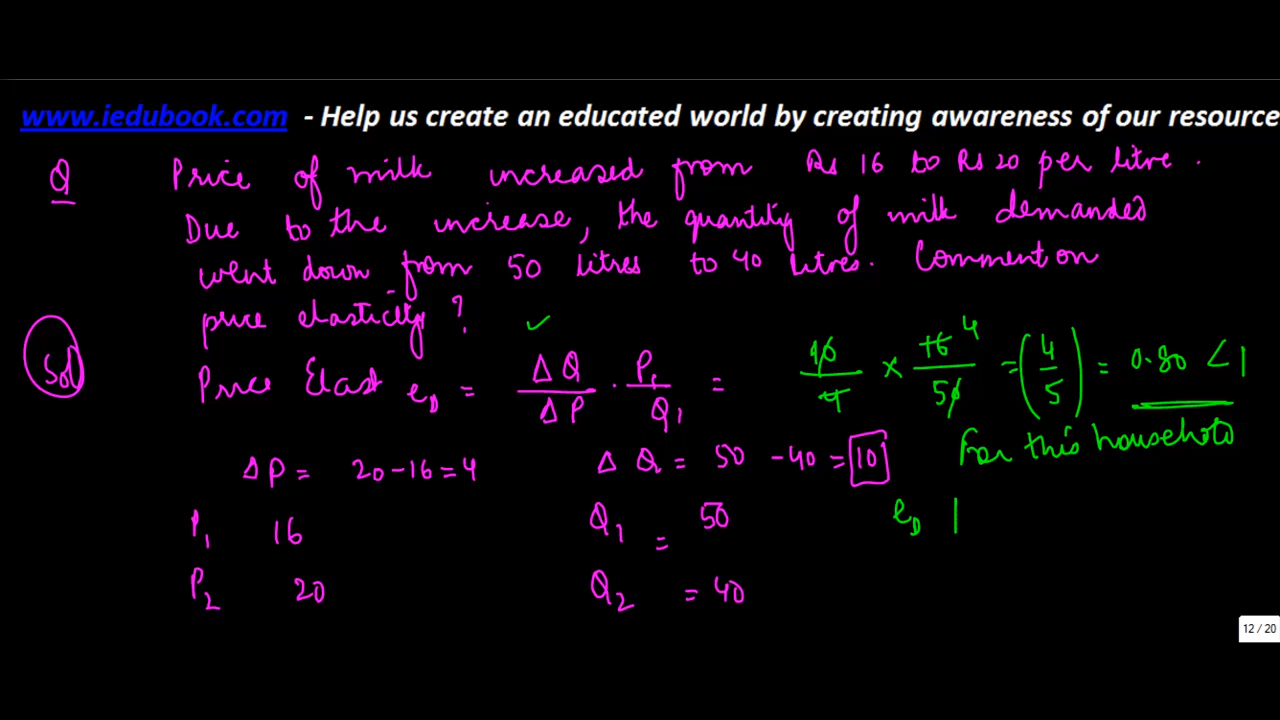 www.iedubook.com - Help us create an educated world by creating awareness of our resource
Q Price of milk increased from Rs 16 to Rs 20 per litre.
Due to the increase, the quantity of milk demanded
went down from 50 litres to 40 litres. Comment on
price elasticity?
Sol
✓
Price Elast eD = ΔQ/ΔP · P1/Q1 = 10/4 × 16/50 4 = (4/5) = 0.80 < 1
ΔP = 20-16=4 ΔQ = 50 -40 = 10 For this household
P1 16 Q1 = 50 eD |
P2 20 Q2 = 40
12 / 20